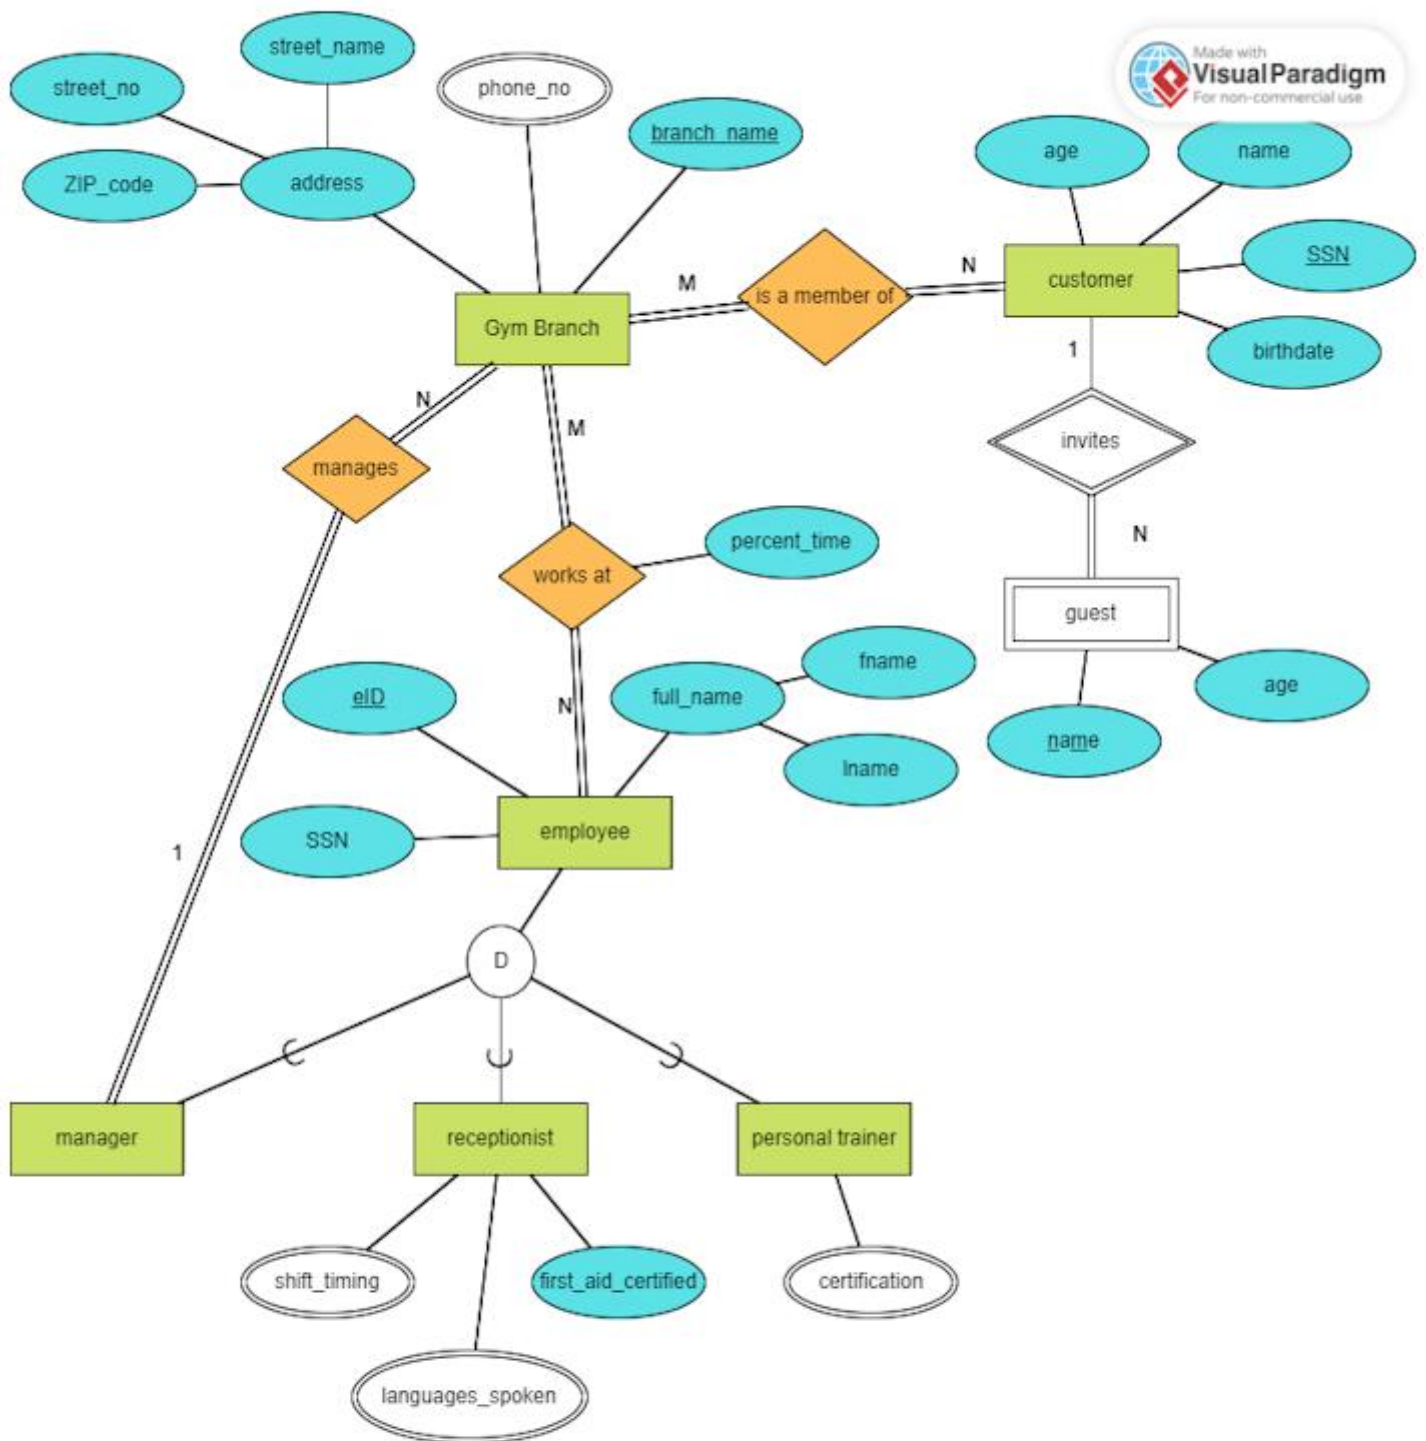 street_name
street_no
phone_no
Made with
Visual Paradigm
For non-commercial use
branch_name
age
name
ZIP_code
address
SSN
customer
N
M
is a member of
Gym Branch
birthdate
1
N
M
invites
manages
N
percent_time
works at
guest
fname
eID
full_name
N
age
name
lname
employee
SSN
1
D
manager
receptionist
personal trainer
shift_timing
first_aid_certified
certification
languages_spoken